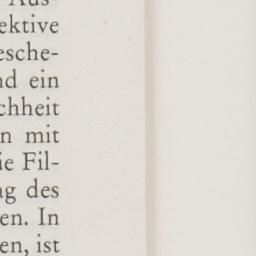 Aus-
ektive
esche-
nd ein
chheit
n mit
ie Fil-
ng des
en. In
en, ist